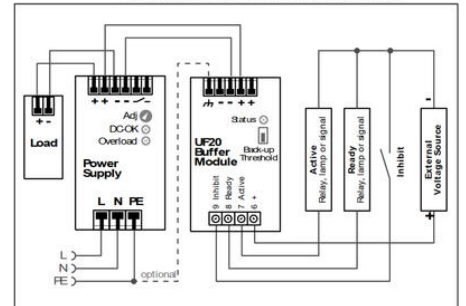 + -
Load
+ + - -
Adj
DC-OK
Overload
Power
Supply
L N PE
L
N
PE
optional
- - + +
Status
UF20
Buffer
Module
Back-up
Threshold
9 Inhibit
8 Ready
7 Active
6 +
Active
Relay, lamp or signal
Ready
Relay, lamp or signal
Inhibit
-
External
Voltage Source
+